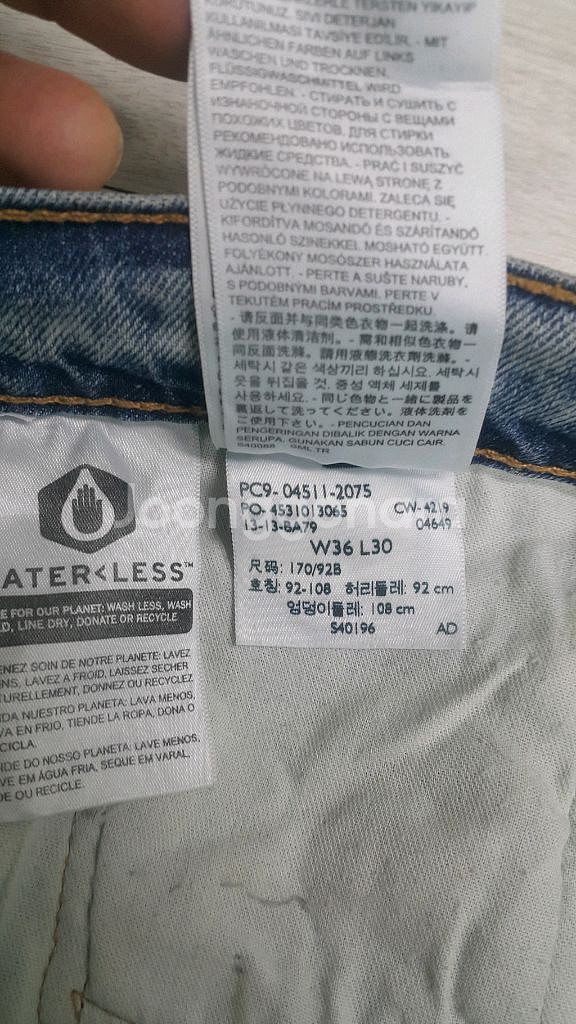 KURUTUNUZ. SIVI DETERJAN
KULLANILMASI TAVSİYE EDİLİR. - MIT
ÄHNLICHEN FARBEN AUF LINKS
WASCHEN UND TROCKNEN.
FLÜSSIGWASCHMITTEL WIRD
EMPFOHLEN. - СТИРАТЬ И СУШИТЬ С
ИЗНАНОЧНОЙ СТОРОНЫ С ВЕЩАМИ
ПОХОЖИХ ЦВЕТОВ. ДЛЯ СТИРКИ
РЕКОМЕНДОВАНО ИСПОЛЬЗОВАТЬ
ЖИДКИЕ СРЕДСТВА. - PRAĆ I SUSZYĆ
WYWRÓCONE NA LEWĄ STRONĘ Z
PODOBNYMI KOLORAMI. ZALECA SIĘ
UŻYCIE PŁYNNEGO DETERGENTU. -
KIFORDÍTVA MOSANDÓ ÉS SZÁRÍTANDÓ
HASONLÓ SZINEKKEL MOSHATÓ EGYÜTT.
FOLYÉKONY MOSÓSZER HASZNÁLATA
AJÁNLOTT. - PERTE A SUŠTE NARUBY,
S PODOBNÝMI BARVAMI. PERTE V
TEKUTÉM PRACÍM PROSTŘEDKU.
- 请反面并与同类色衣物一起洗涤。请
使用液体清洁剂。- 需和相似色衣物一
同反面洗滌。請用液態洗衣劑洗滌。-
세탁시 같은 색상끼리 하십시요. 세탁시
옷을 뒤집을 것. 중성 액체 세제를
사용하세요. - 同じ色物と一緒に製品を
裏返して洗ってください。液体洗剤をご使用下さい。
- PENCUCIAN DAN
PENGERINGAN DIBALIK DENGAN WARNA
SERUPA. GUNAKAN SABUN CUCI CAIR.
S40088 GML TR
PC9- 04511-2075
PO- 4531013065 CW-4219
13-13-BA79 04649
W36 L30
尺码: 170/92B
호칭: 92-108 허리둘레: 92 cm
엉덩이둘레: 108 cm
S40196 AD
ATER<LESS™
E FOR OUR PLANET: WASH LESS, WASH
LD, LINE DRY, DONATE OR RECYCLE
ENEZ SOIN DE NOTRE PLANETE: LAVEZ
NS, LAVEZ A FROID, LAISSEZ SECHER
TURELLEMENT, DONNEZ OU RECYCLEZ
DA NUESTRO PLANETA: LAVA MENOS,
VA EN FRIO, TIENDE LA ROPA, DONA O
CICLA.
IDE DO NOSSO PLANETA: LAVE MENOS,
VE EM ÁGUA FRIA, SEQUE EM VARAL,
E OU RECICLE.